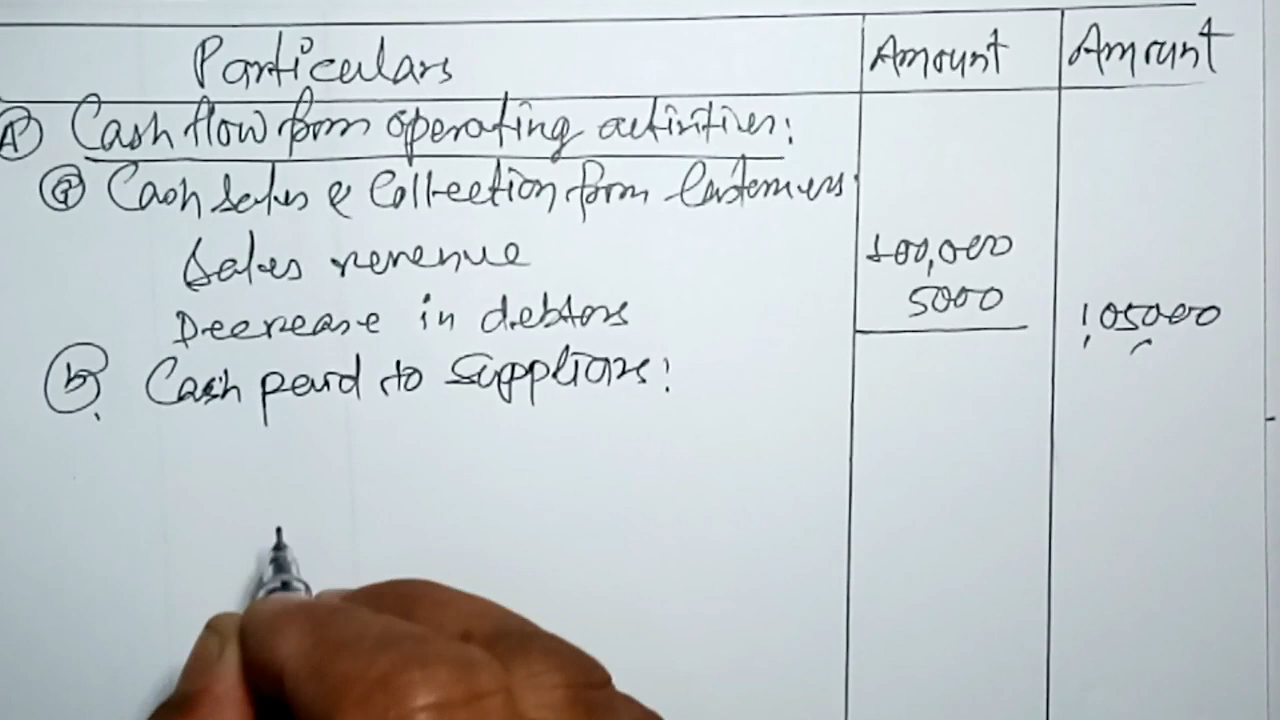 Particulars Amount Amount
A Cash flow from operating activities:
a Cash sales & Collection from Customers:
Sales revenue 100,000
Decrease in debtors 5000 105000
b Cash paid to Suppliars: